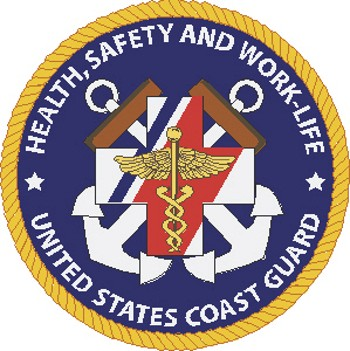 HEALTH, SAFETY AND WORK-LIFE
UNITED STATES COAST GUARD